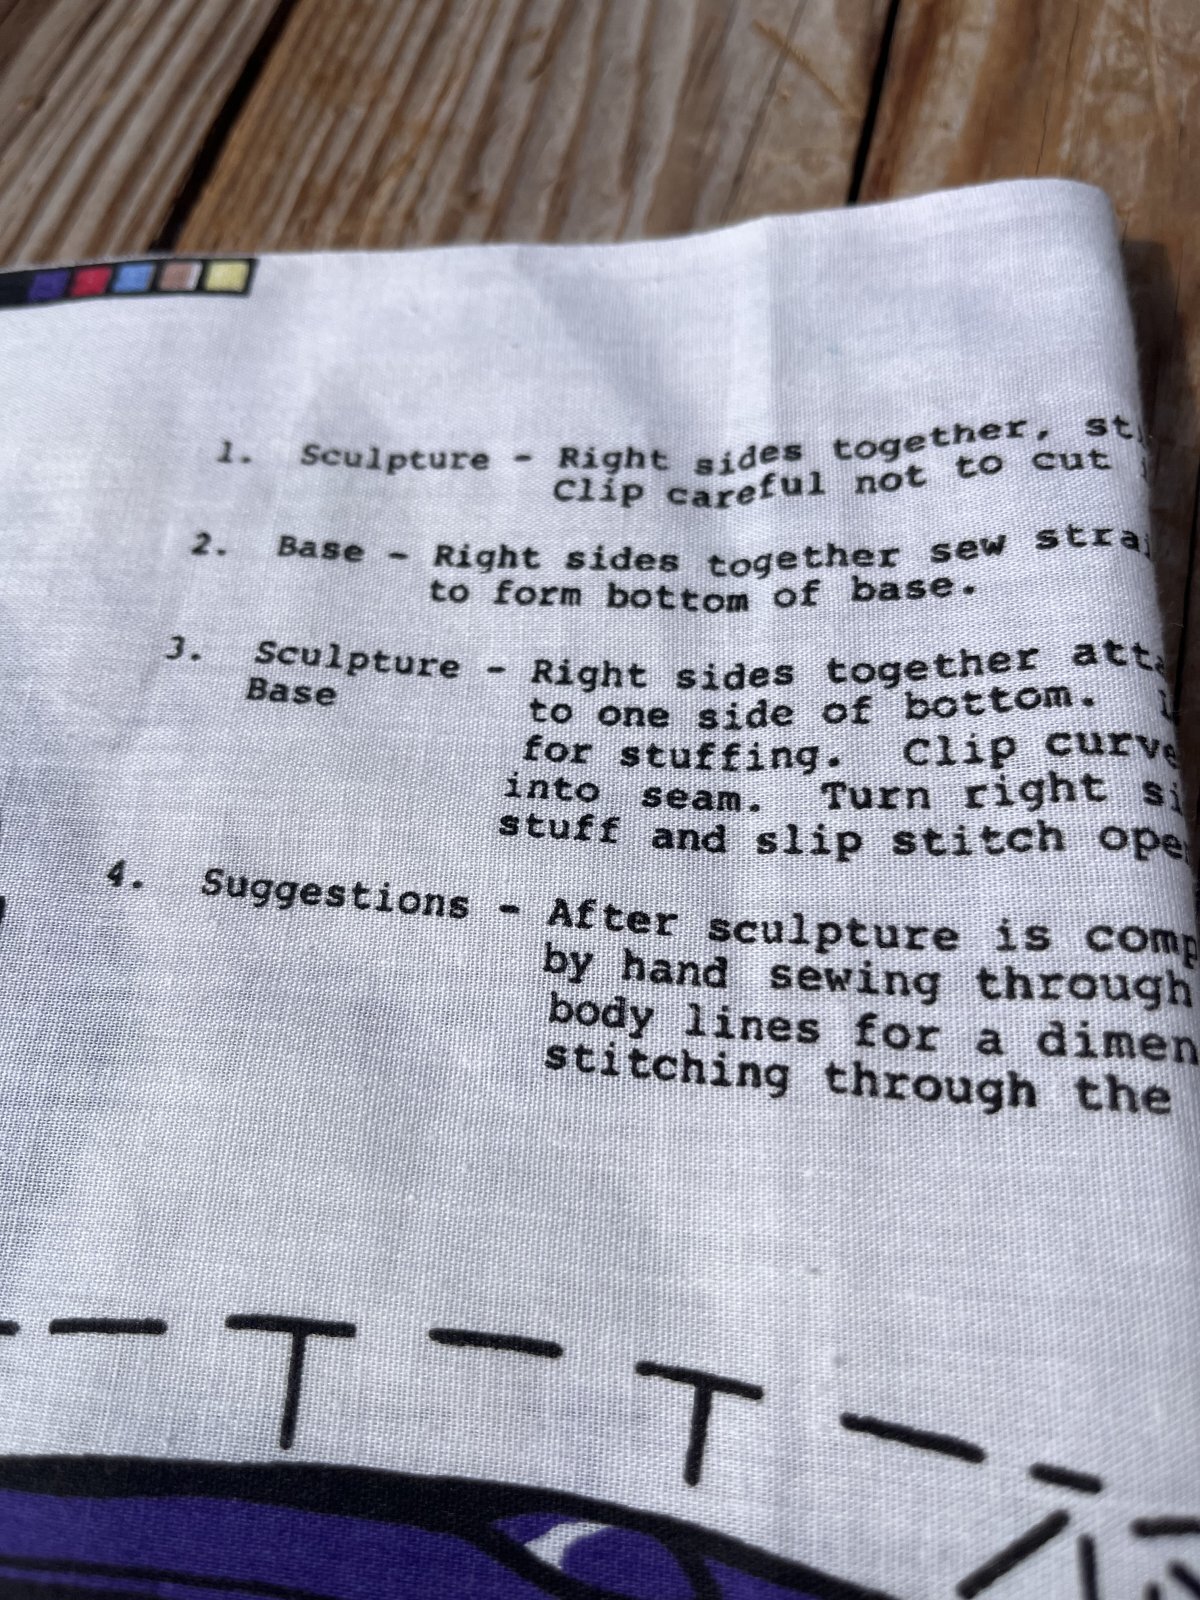 1. Sculpture - Right sides together,
Clip careful not to cut
2. Base - Right sides together sew
to form bottom of base.
3. Sculpture - Right sides together
Base to one side of bottom.
for stuffing. Clip
into seam. Turn right
stuff and slip stitch
4. Suggestions - After sculpture is
by hand sewing through
body lines for a
stitching through the